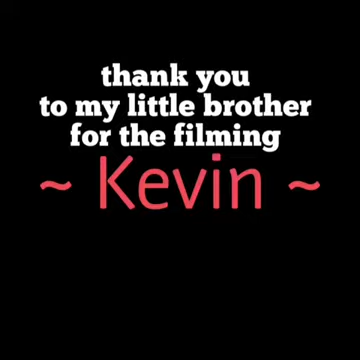 thank you
to my little brother
for the filming
~ Kevin ~